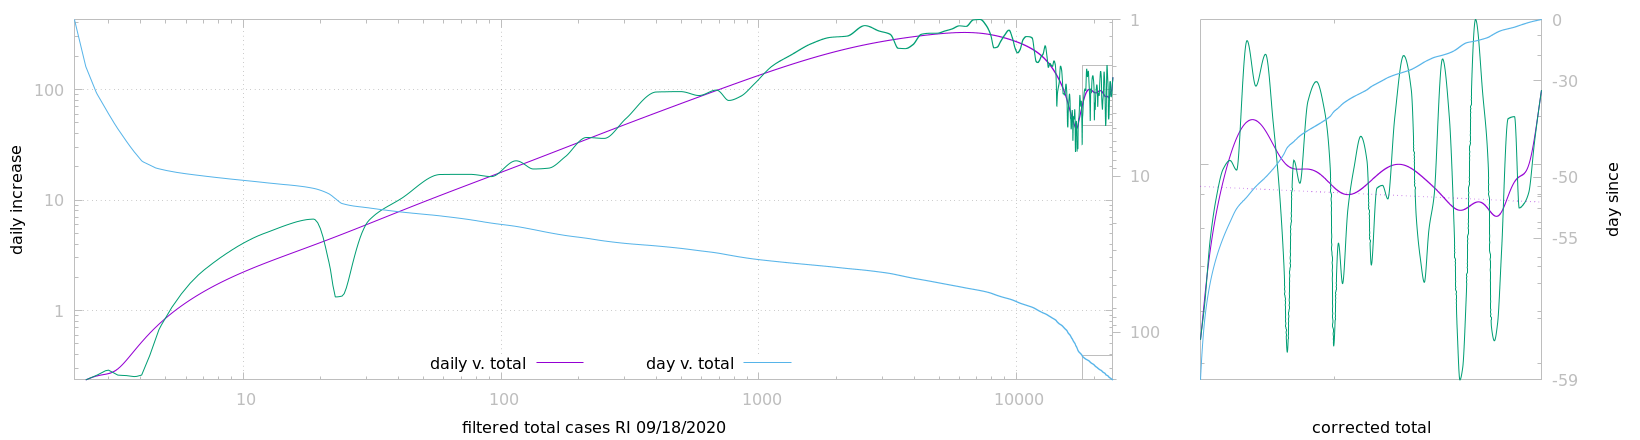 daily increase
100
10
1
daily v. total
day v. total
10
100
1000
10000
filtered total cases RI 09/18/2020
1
10
100
0
-30
-50
-55
-59
day since
corrected total